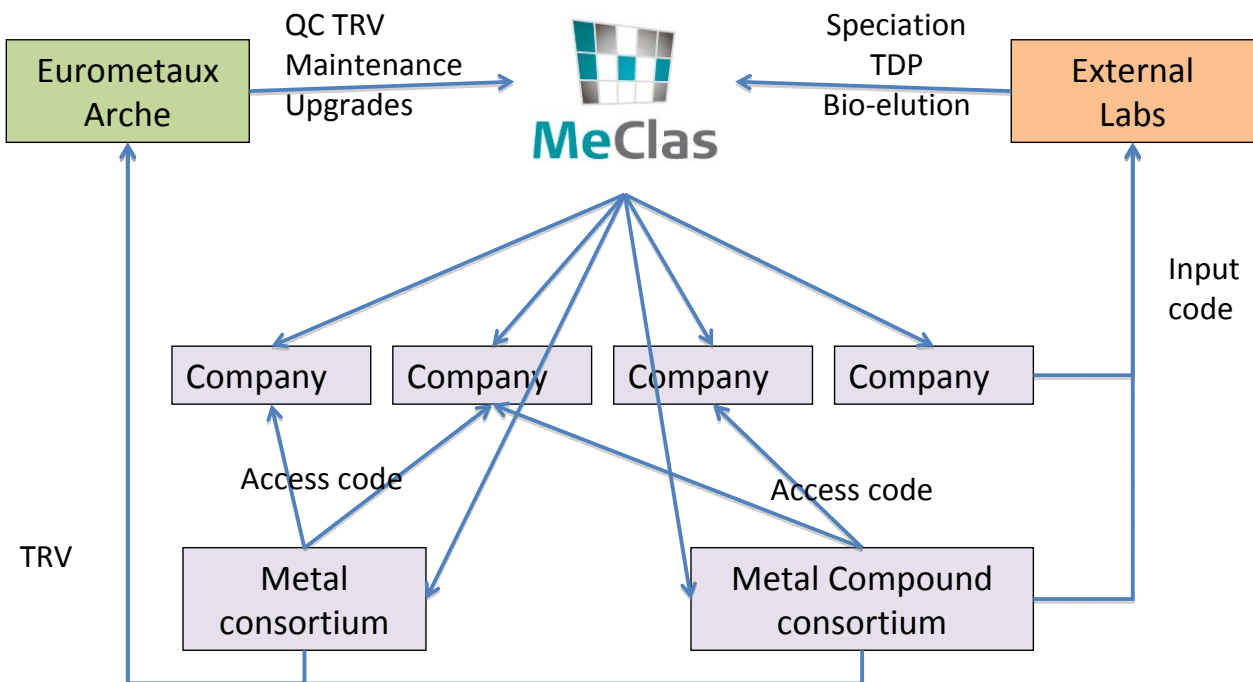 QC TRV
Maintenance
Upgrades
Speciation
TDP
Bio-elution
Eurometaux
Arche
External
Labs
MeClas
Input
code
Company
Company
Company
Company
Access code
Access code
TRV
Metal
consortium
Metal Compound
consortium